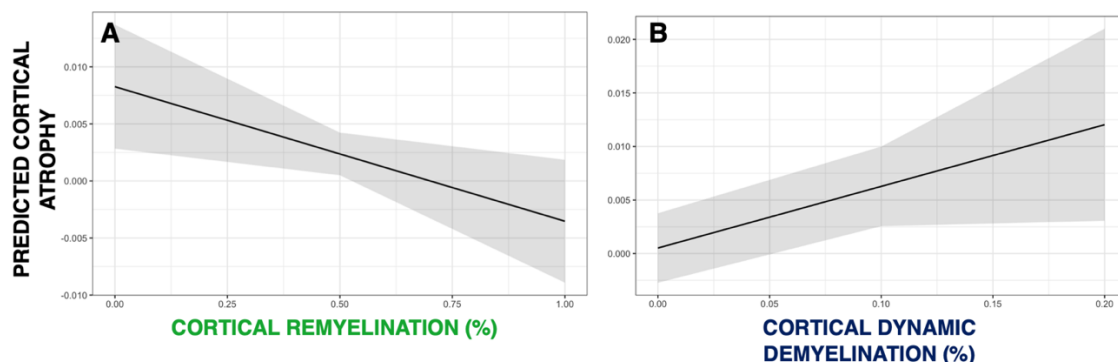 A
B
PREDICTED CORTICAL
ATROPHY
0.010
0.005
0.000
-0.005
-0.010
0.00
0.25
0.50
0.75
1.00
CORTICAL REMYELINATION (%)
0.020
0.015
0.010
0.005
0.000
0.00
0.05
0.10
0.15
0.20
CORTICAL DYNAMIC
DEMYELINATION (%)